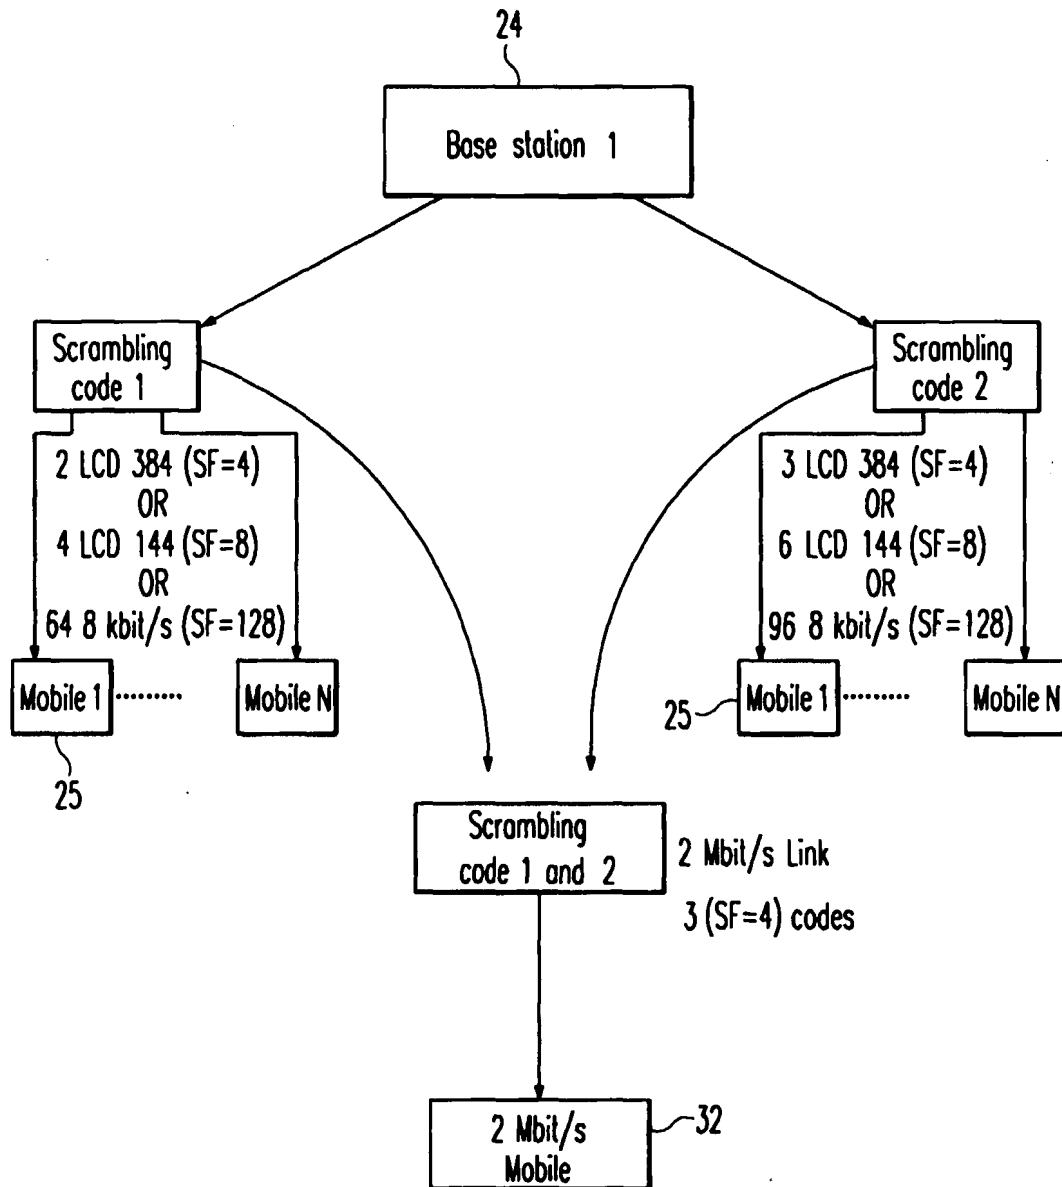 24
Base station 1
Scrambling
code 1
Scrambling
code 2
2 LCD 384 (SF=4)
OR
4 LCD 144 (SF=8)
OR
64 8 kbit/s (SF=128)
3 LCD 384 (SF=4)
OR
6 LCD 144 (SF=8)
OR
96 8 kbit/s (SF=128)
Mobile 1 ........ Mobile N
25
25
Mobile 1 ........ Mobile N
Scrambling
code 1 and 2
2 Mbit/s Link
3 (SF=4) codes
2 Mbit/s
Mobile
32